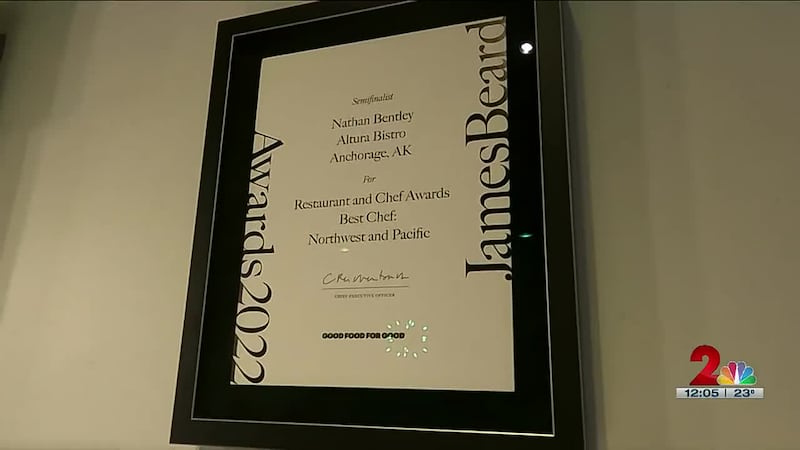 Semifinalist
Nathan Bentley
Altura Bistro
Anchorage, AK
For
Restaurant and Chef Awards
Best Chef:
Northwest and Pacific
CHIEF EXECUTIVE OFFICER
GOOD FOOD FOR GOOD
JamesBeard
Awards2022
2
12:05 | 23°